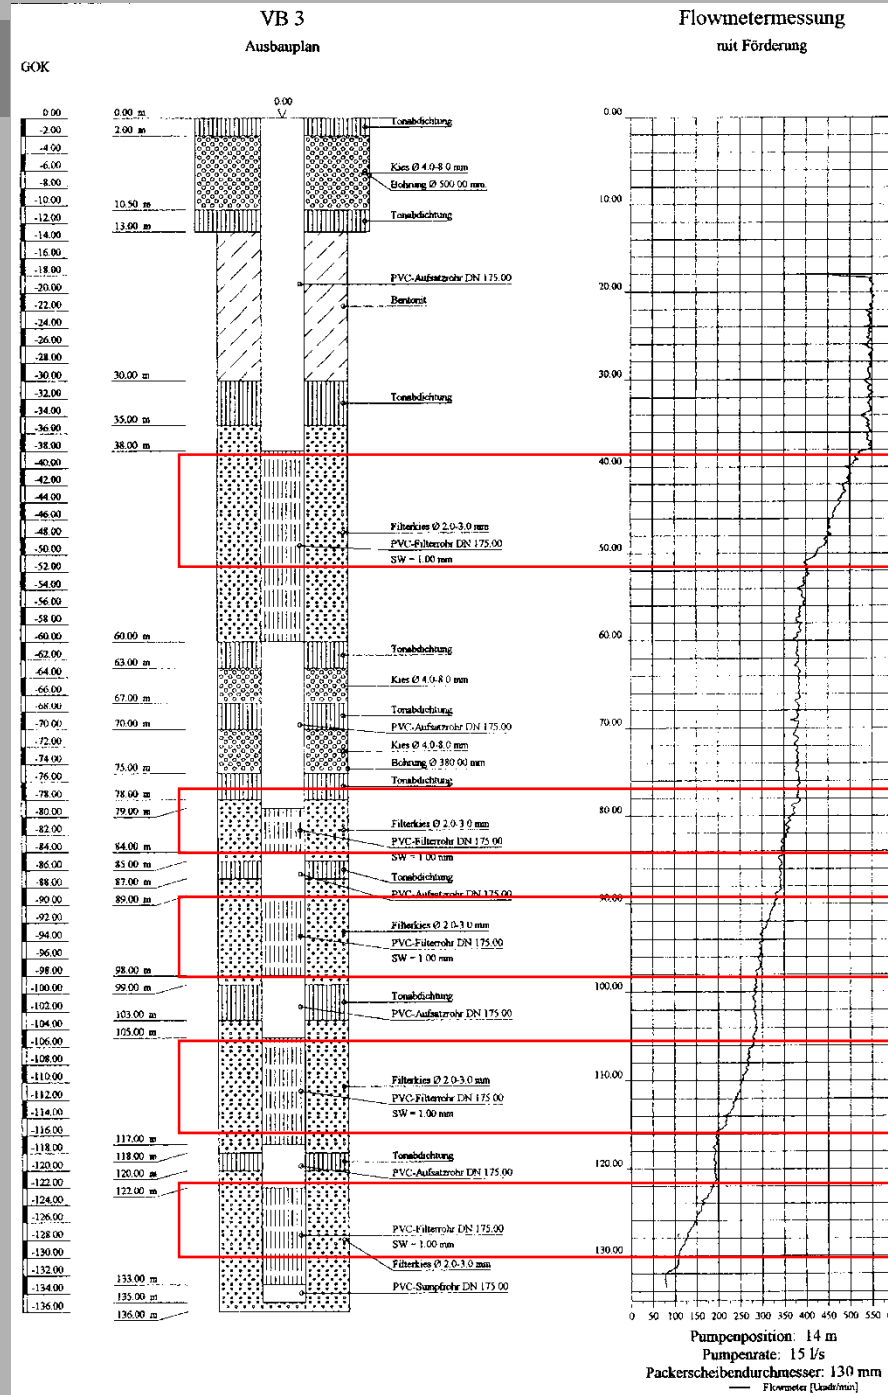 VB 3
Ausbauplan
GOK
0.00
0.00
-2.00
-4.00
-6.00
-8.00
-10.00
-12.00
-14.00
-16.00
-18.00
-20.00
-22.00
-24.00
-26.00
-28.00
-30.00
-32.00
-34.00
-36.00
-38.00
-40.00
-42.00
-44.00
-46.00
-48.00
-50.00
-52.00
-54.00
-56.00
-58.00
-60.00
-62.00
-64.00
-66.00
-68.00
-70.00
-72.00
-74.00
-76.00
-78.00
-80.00
-82.00
-84.00
-86.00
-88.00
-90.00
-92.00
-94.00
-96.00
-98.00
-100.00
-102.00
-104.00
-106.00
-108.00
-110.00
-112.00
-114.00
-116.00
-118.00
-120.00
-122.00
-124.00
-126.00
-128.00
-130.00
-132.00
-134.00
-136.00
0.00 m
2.00 m
10.50 m
13.00 m
30.00 m
35.00 m
38.00 m
60.00 m
63.00 m
67.00 m
70.00 m
75.00 m
78.00 m
79.00 m
84.00 m
85.00 m
87.00 m
89.00 m
98.00 m
99.00 m
103.00 m
105.00 m
117.00 m
118.00 m
120.00 m
122.00 m
133.00 m
135.00 m
136.00 m
Tonabdichtung
Kies Ø 4.0-8.0 mm
Bohrung Ø 500.00 mm
Tonabdichtung
PVC-Aufsatzrohr DN 175.00
Bentonit
Tonabdichtung
Filterkies Ø 2.0-3.0 mm
PVC-Filterrohr DN 175.00
SW = 1.00 mm
Tonabdichtung
Kies Ø 4.0-8.0 mm
Tonabdichtung
PVC-Aufsatzrohr DN 175.00
Kies Ø 4.0-8.0 mm
Bohrung Ø 380.00 mm
Tonabdichtung
Filterkies Ø 2.0-3.0 mm
PVC-Filterrohr DN 175.00
SW = 1.00 mm
Tonabdichtung
PVC-Aufsatzrohr DN 175.00
Filterkies Ø 2.0-3.0 mm
PVC-Filterrohr DN 175.00
SW = 1.00 mm
Tonabdichtung
PVC-Aufsatzrohr DN 175.00
Filterkies Ø 2.0-3.0 mm
PVC-Filterrohr DN 175.00
SW = 1.00 mm
Tonabdichtung
PVC-Aufsatzrohr DN 175.00
PVC-Filterrohr DN 175.00
SW = 1.00 mm
Filterkies Ø 2.0-3.0 mm
PVC-Sumpfrohr DN 175.00
Flowmetermessung
mit Förderung
0.00
10.00
20.00
30.00
40.00
50.00
60.00
70.00
80.00
90.00
100.00
110.00
120.00
130.00
0 50 100 150 200 250 300 350 400 450 500 550
Pumpenposition: 14 m
Pumpenrate: 15 l/s
Packerscheibendurchmesser: 130 mm
Flowmeter [Umdr/min]